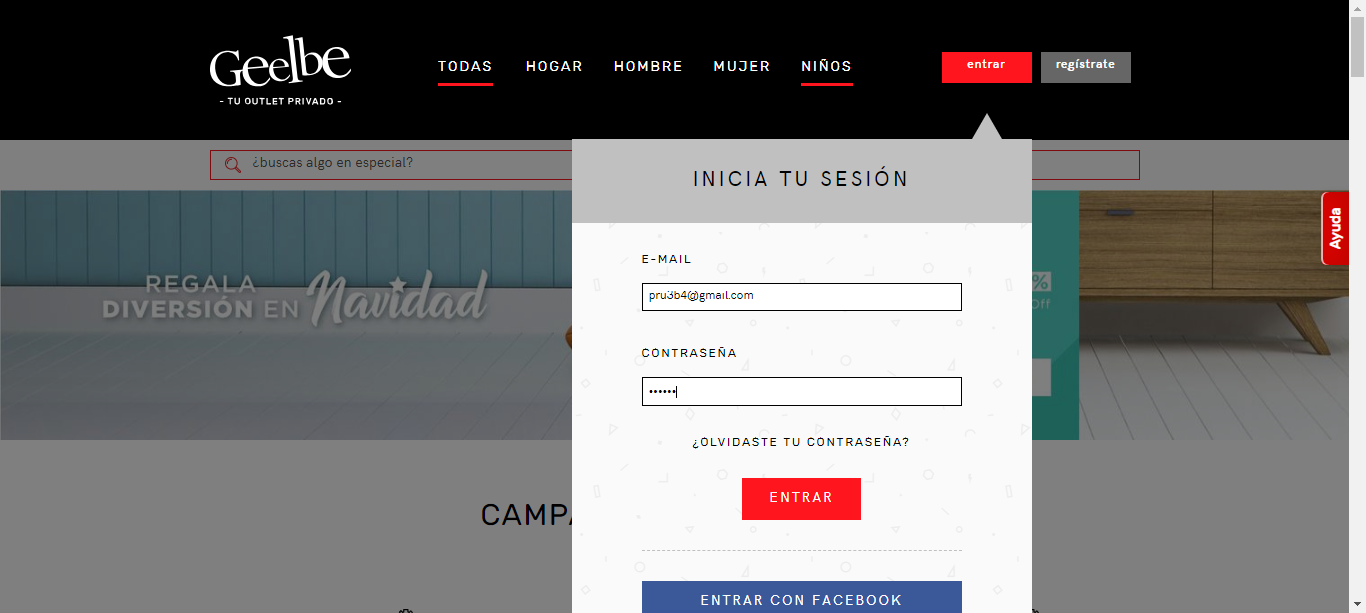 Geelbe
- TU OUTLET PRIVADO -
TODAS HOGAR HOMBRE MUJER NIÑOS
entrar regístrate
¿buscas algo en especial?
INICIA TU SESIÓN
Ayuda
E-MAIL
pru3b4@gmail.com
REGALA
DIVERSIÓN EN Navidad
%
Off
CONTRASEÑA
••••••
¿OLVIDASTE TU CONTRASEÑA?
ENTRAR
CAMPA
ENTRAR CON FACEBOOK